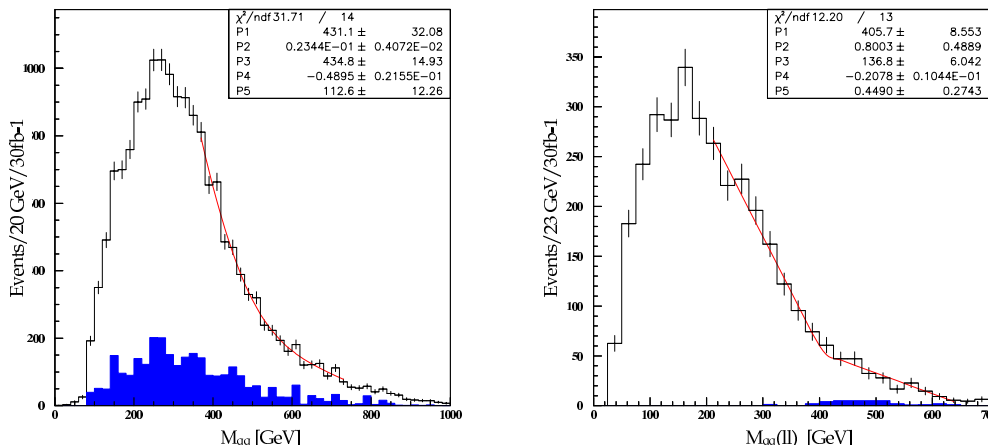 χ²/ndf 31.71 / 14
P1 431.1 ± 32.08
P2 0.2344E-01 ± 0.4072E-02
P3 434.8 ± 14.93
P4 -0.4895 ± 0.2155E-01
P5 112.6 ± 12.26
Events/20 GeV/30fb-1
1000
800
600
400
200
0
0 200 400 600 800 1000
M_qq [GeV]
χ²/ndf 12.20 / 13
P1 405.7 ± 8.553
P2 0.8003 ± 0.4889
P3 136.8 ± 6.042
P4 -0.2078 ± 0.1044E-01
P5 0.4490 ± 0.2743
Events/23 GeV/30fb-1
350
300
250
200
150
100
50
0
0 100 200 300 400 500 600 700
M_qq(ll) [GeV]